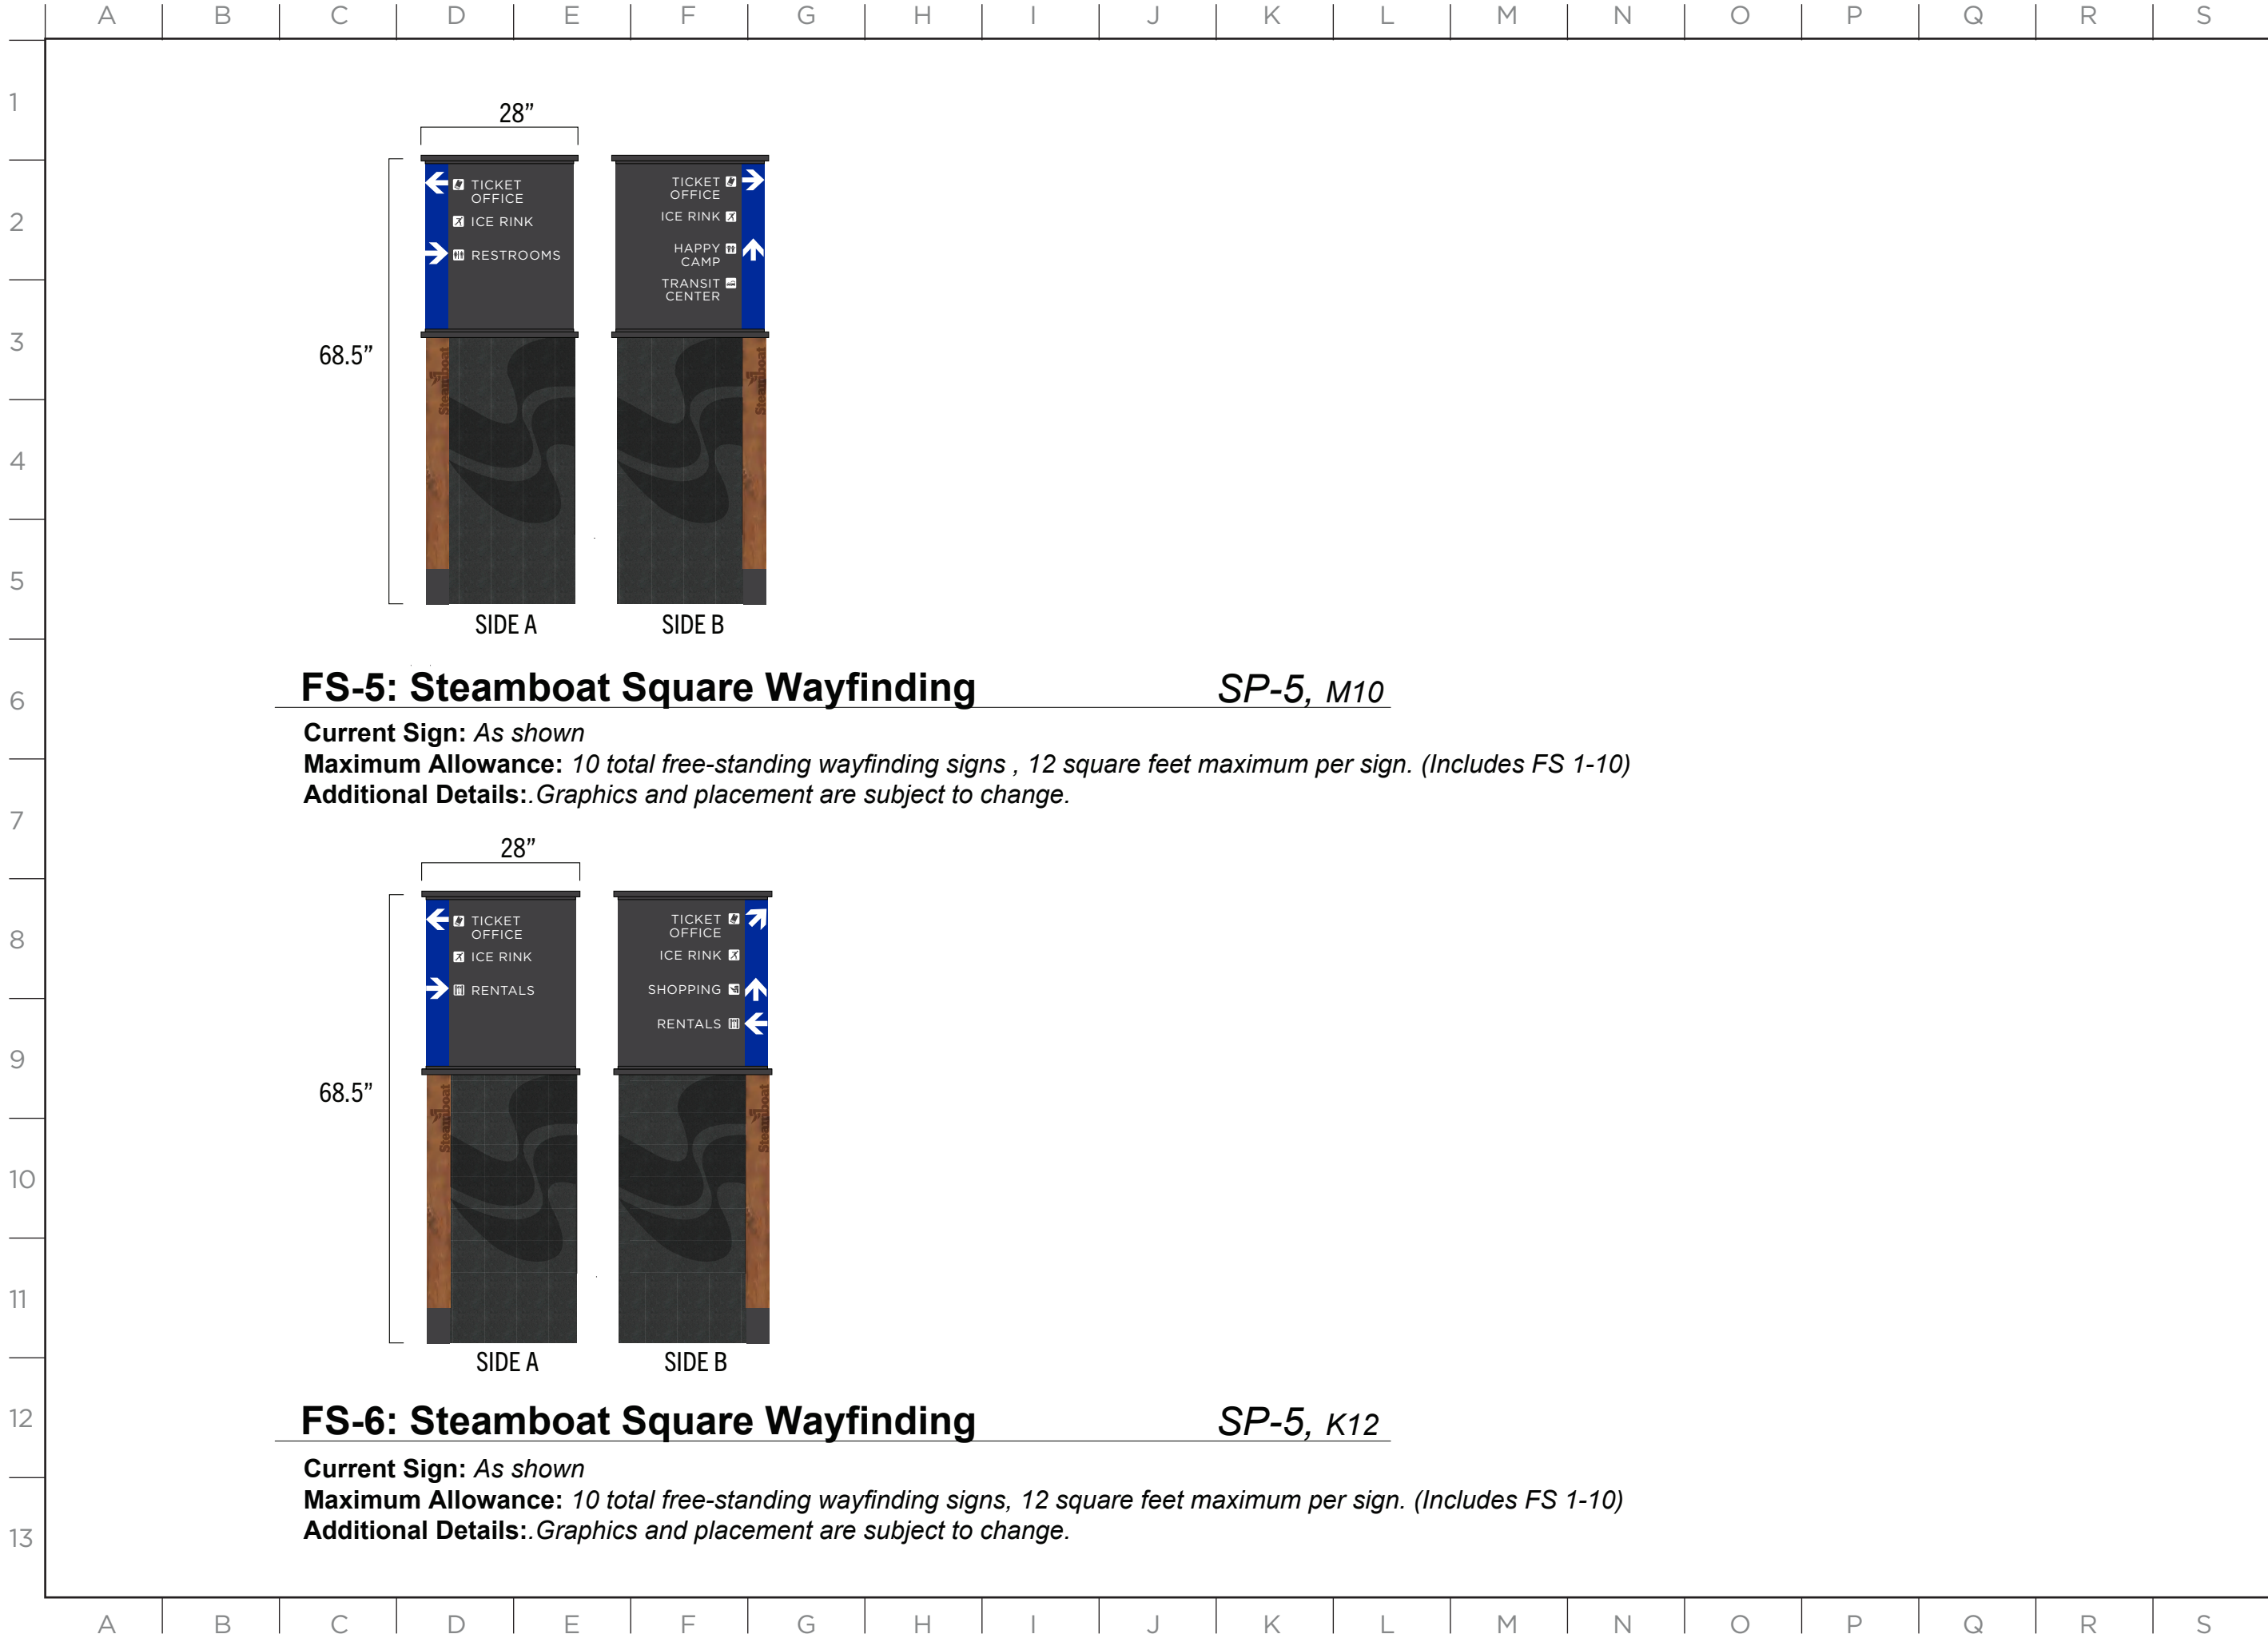 A B C D E F G H I J K L M N O P Q R S
1
2
3
4
5
6
7
8
9
10
11
12
13
28”
68.5”
TICKET
OFFICE
ICE RINK
RESTROOMS
Steamboat
SIDE A
TICKET
OFFICE
ICE RINK
HAPPY
CAMP
TRANSIT
CENTER
Steamboat
SIDE B
FS-5: Steamboat Square Wayfinding SP-5, M10
Current Sign: As shown
Maximum Allowance: 10 total free-standing wayfinding signs , 12 square feet maximum per sign. (Includes FS 1-10)
Additional Details:.Graphics and placement are subject to change.
28”
68.5”
TICKET
OFFICE
ICE RINK
RENTALS
Steamboat
SIDE A
TICKET
OFFICE
ICE RINK
SHOPPING
RENTALS
Steamboat
SIDE B
FS-6: Steamboat Square Wayfinding SP-5, K12
Current Sign: As shown
Maximum Allowance: 10 total free-standing wayfinding signs, 12 square feet maximum per sign. (Includes FS 1-10)
Additional Details:.Graphics and placement are subject to change.
A B C D E F G H I J K L M N O P Q R S